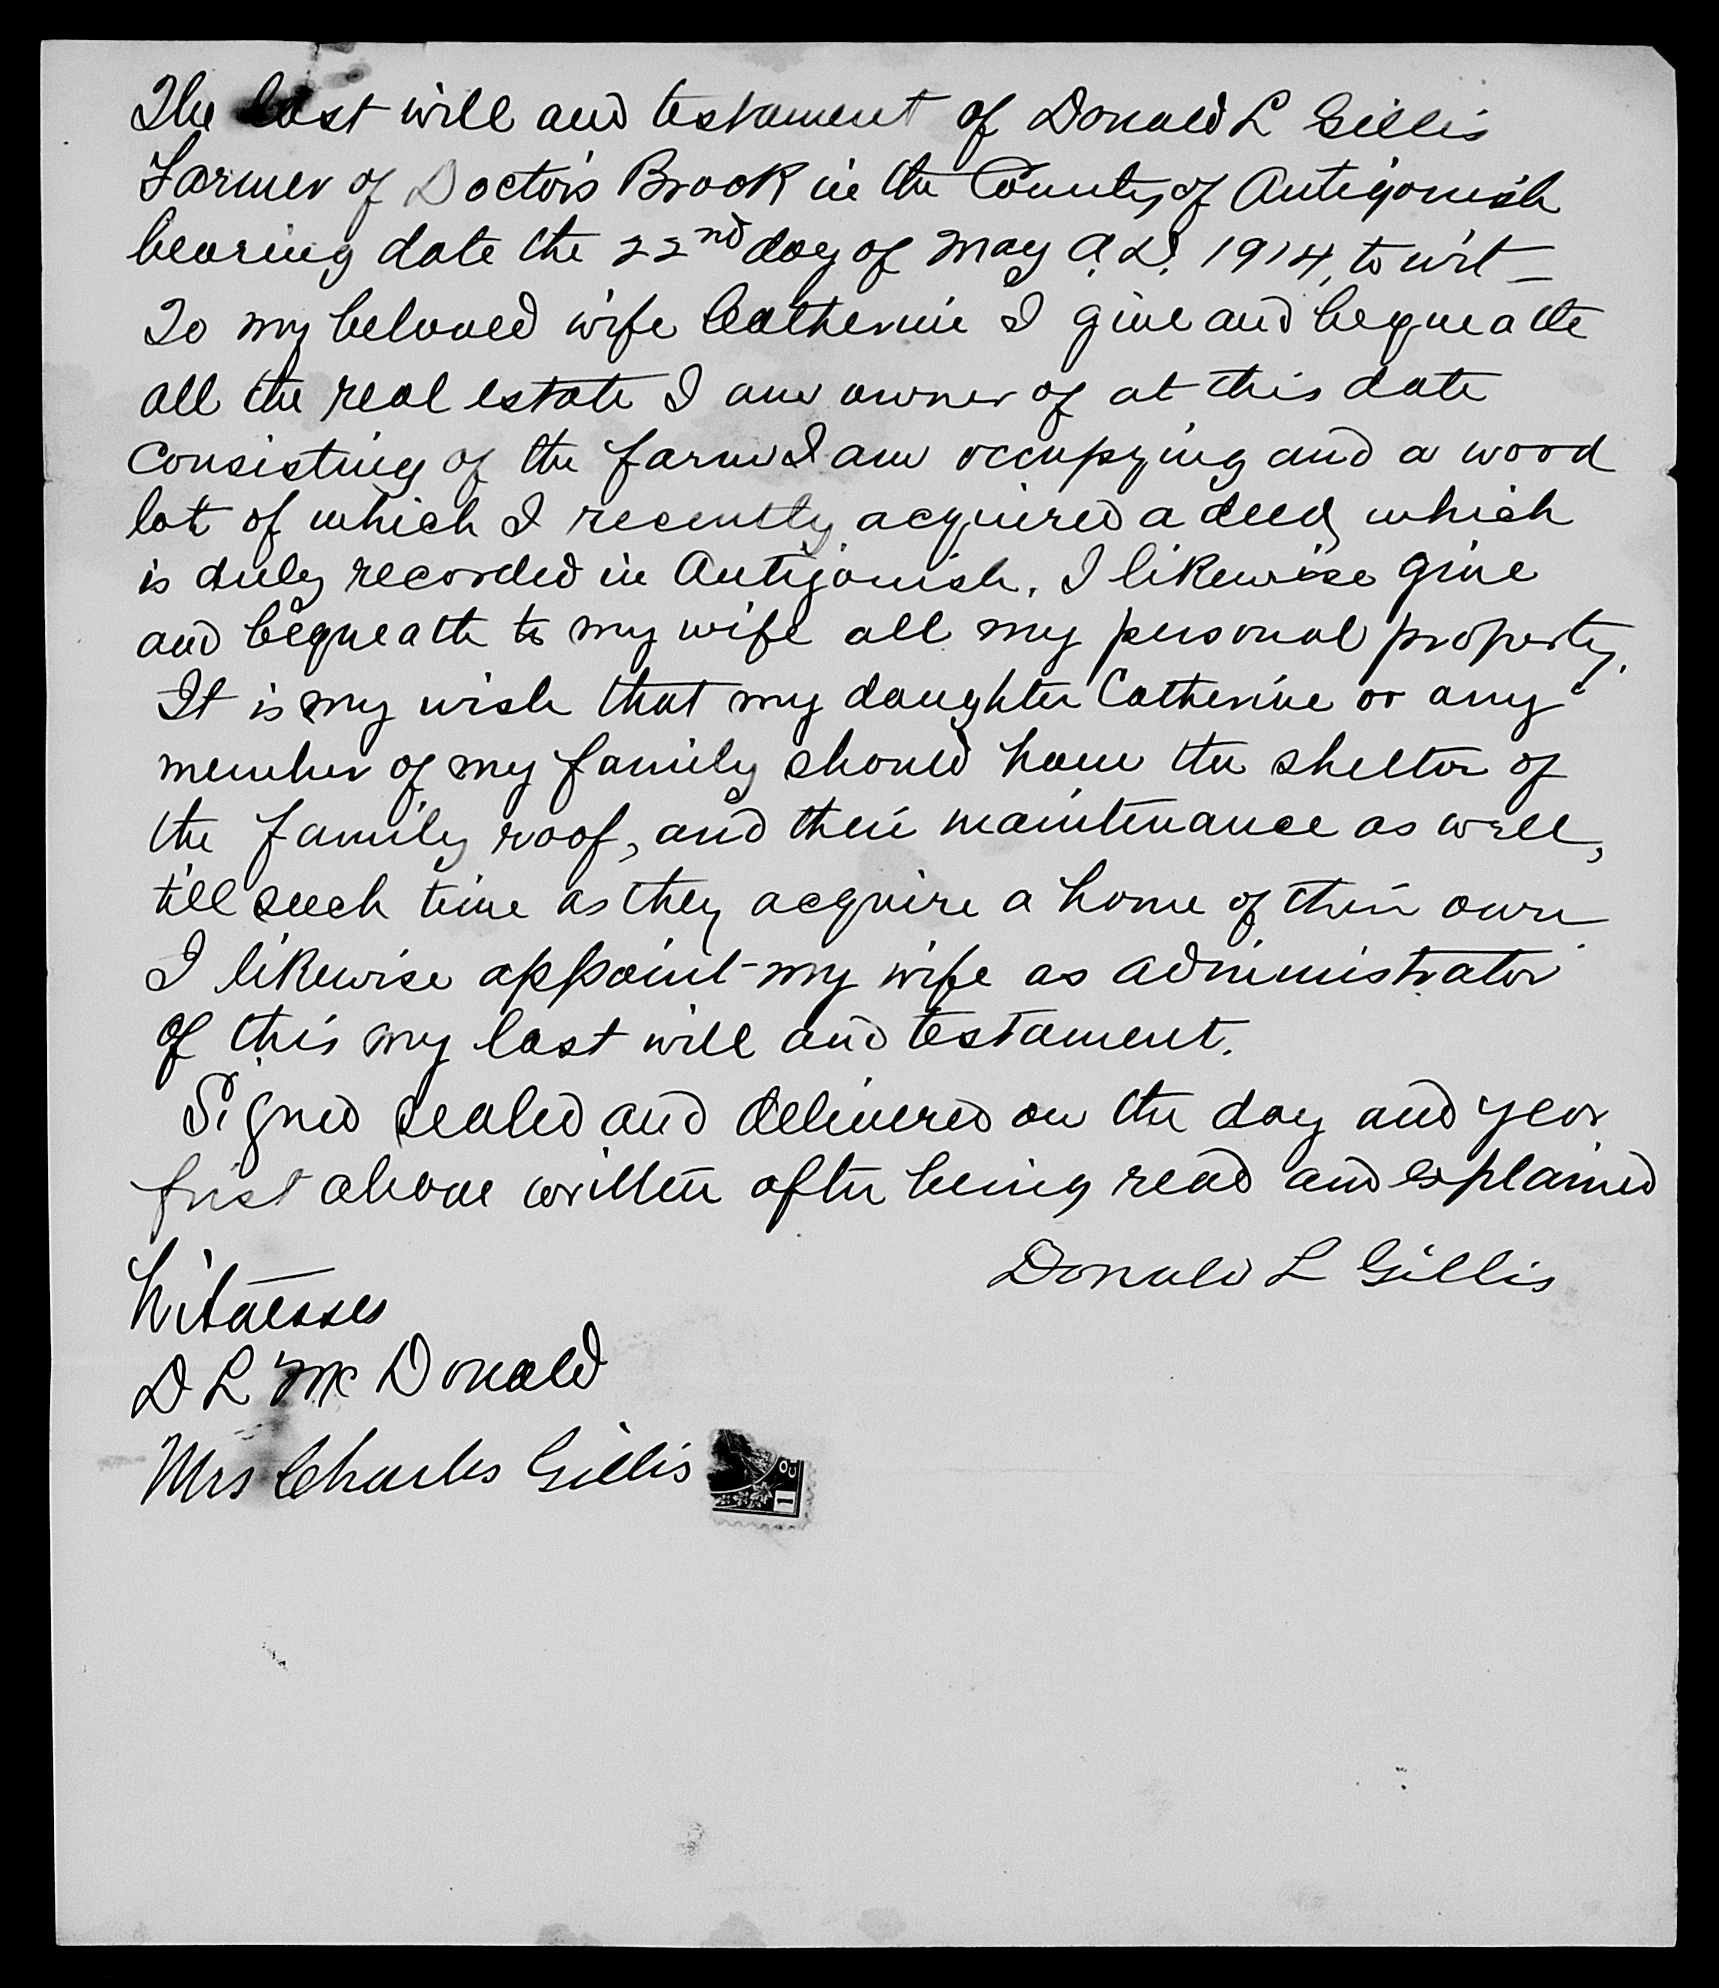 The last will and testament of Donald L Gillis
Farmer of Doctor's Brook in the County of Antigonish
bearing date the 22nd day of May A.D. 1914, to wit –
To my beloved wife Catherine I give and bequeath
all the real estate I am owner of at this date
consisting of the farm I am occupying and a wood
lot of which I recently acquired a deed, which
is duly recorded in Antigonish. I likewise give
and bequeath to my wife all my personal property.
It is my wish that my daughter Catherine or any
member of my family should have the shelter of
the family roof, and their maintenance as well,
till such time as they acquire a home of their own.
I likewise appoint my wife as administrator
of this my last will and testament.
Signed sealed and delivered on the day and year
first above written after being read and explained
Donald L Gillis
Witnesses
D L McDonald
Mrs Charles Gillis
1